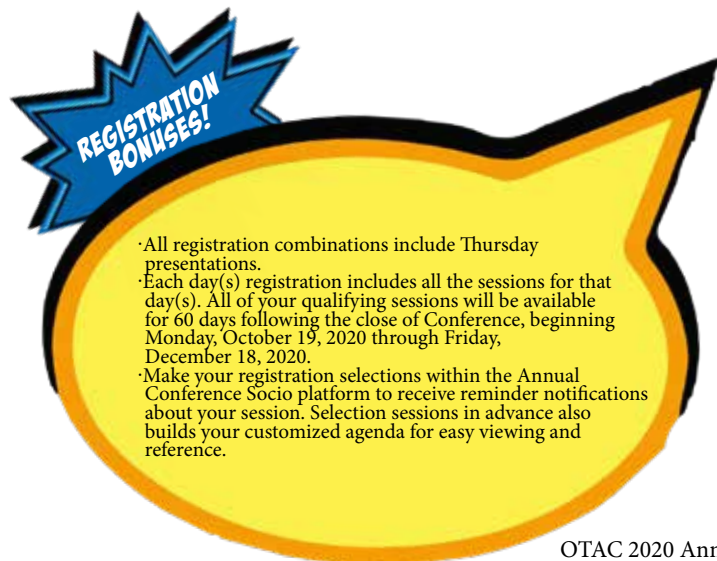 REGISTRATION
BONUSES!
·All registration combinations include Thursday
presentations.
·Each day(s) registration includes all the sessions for that
day(s). All of your qualifying sessions will be available
for 60 days following the close of Conference, beginning
Monday, October 19, 2020 through Friday,
December 18, 2020.
·Make your registration selections within the Annual
Conference Socio platform to receive reminder notifications
about your session. Selection sessions in advance also
builds your customized agenda for easy viewing and
reference.
OTAC 2020 Ann